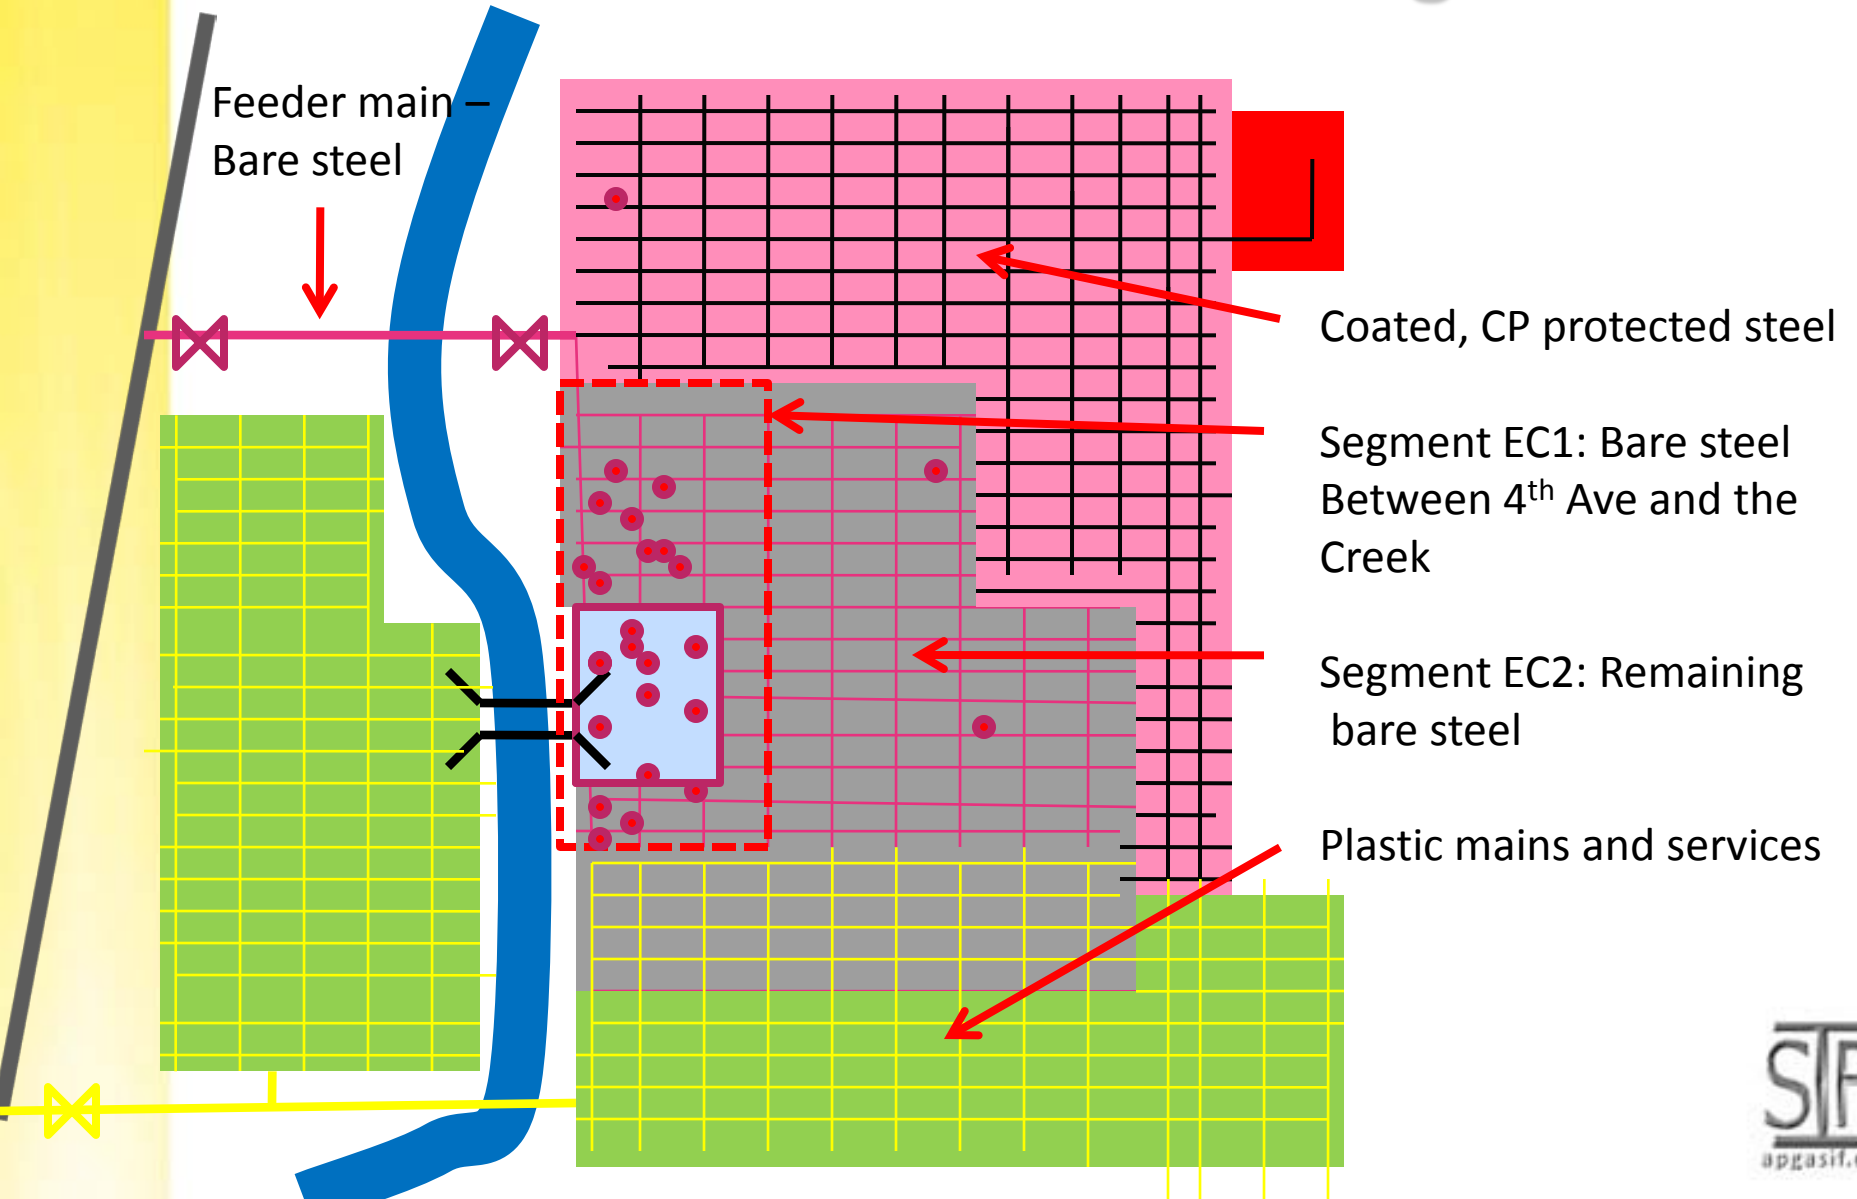 Feeder main –
Bare steel
Coated, CP protected steel
Segment EC1: Bare steel
Between 4th Ave and the
Creek
Segment EC2: Remaining
bare steel
Plastic mains and services